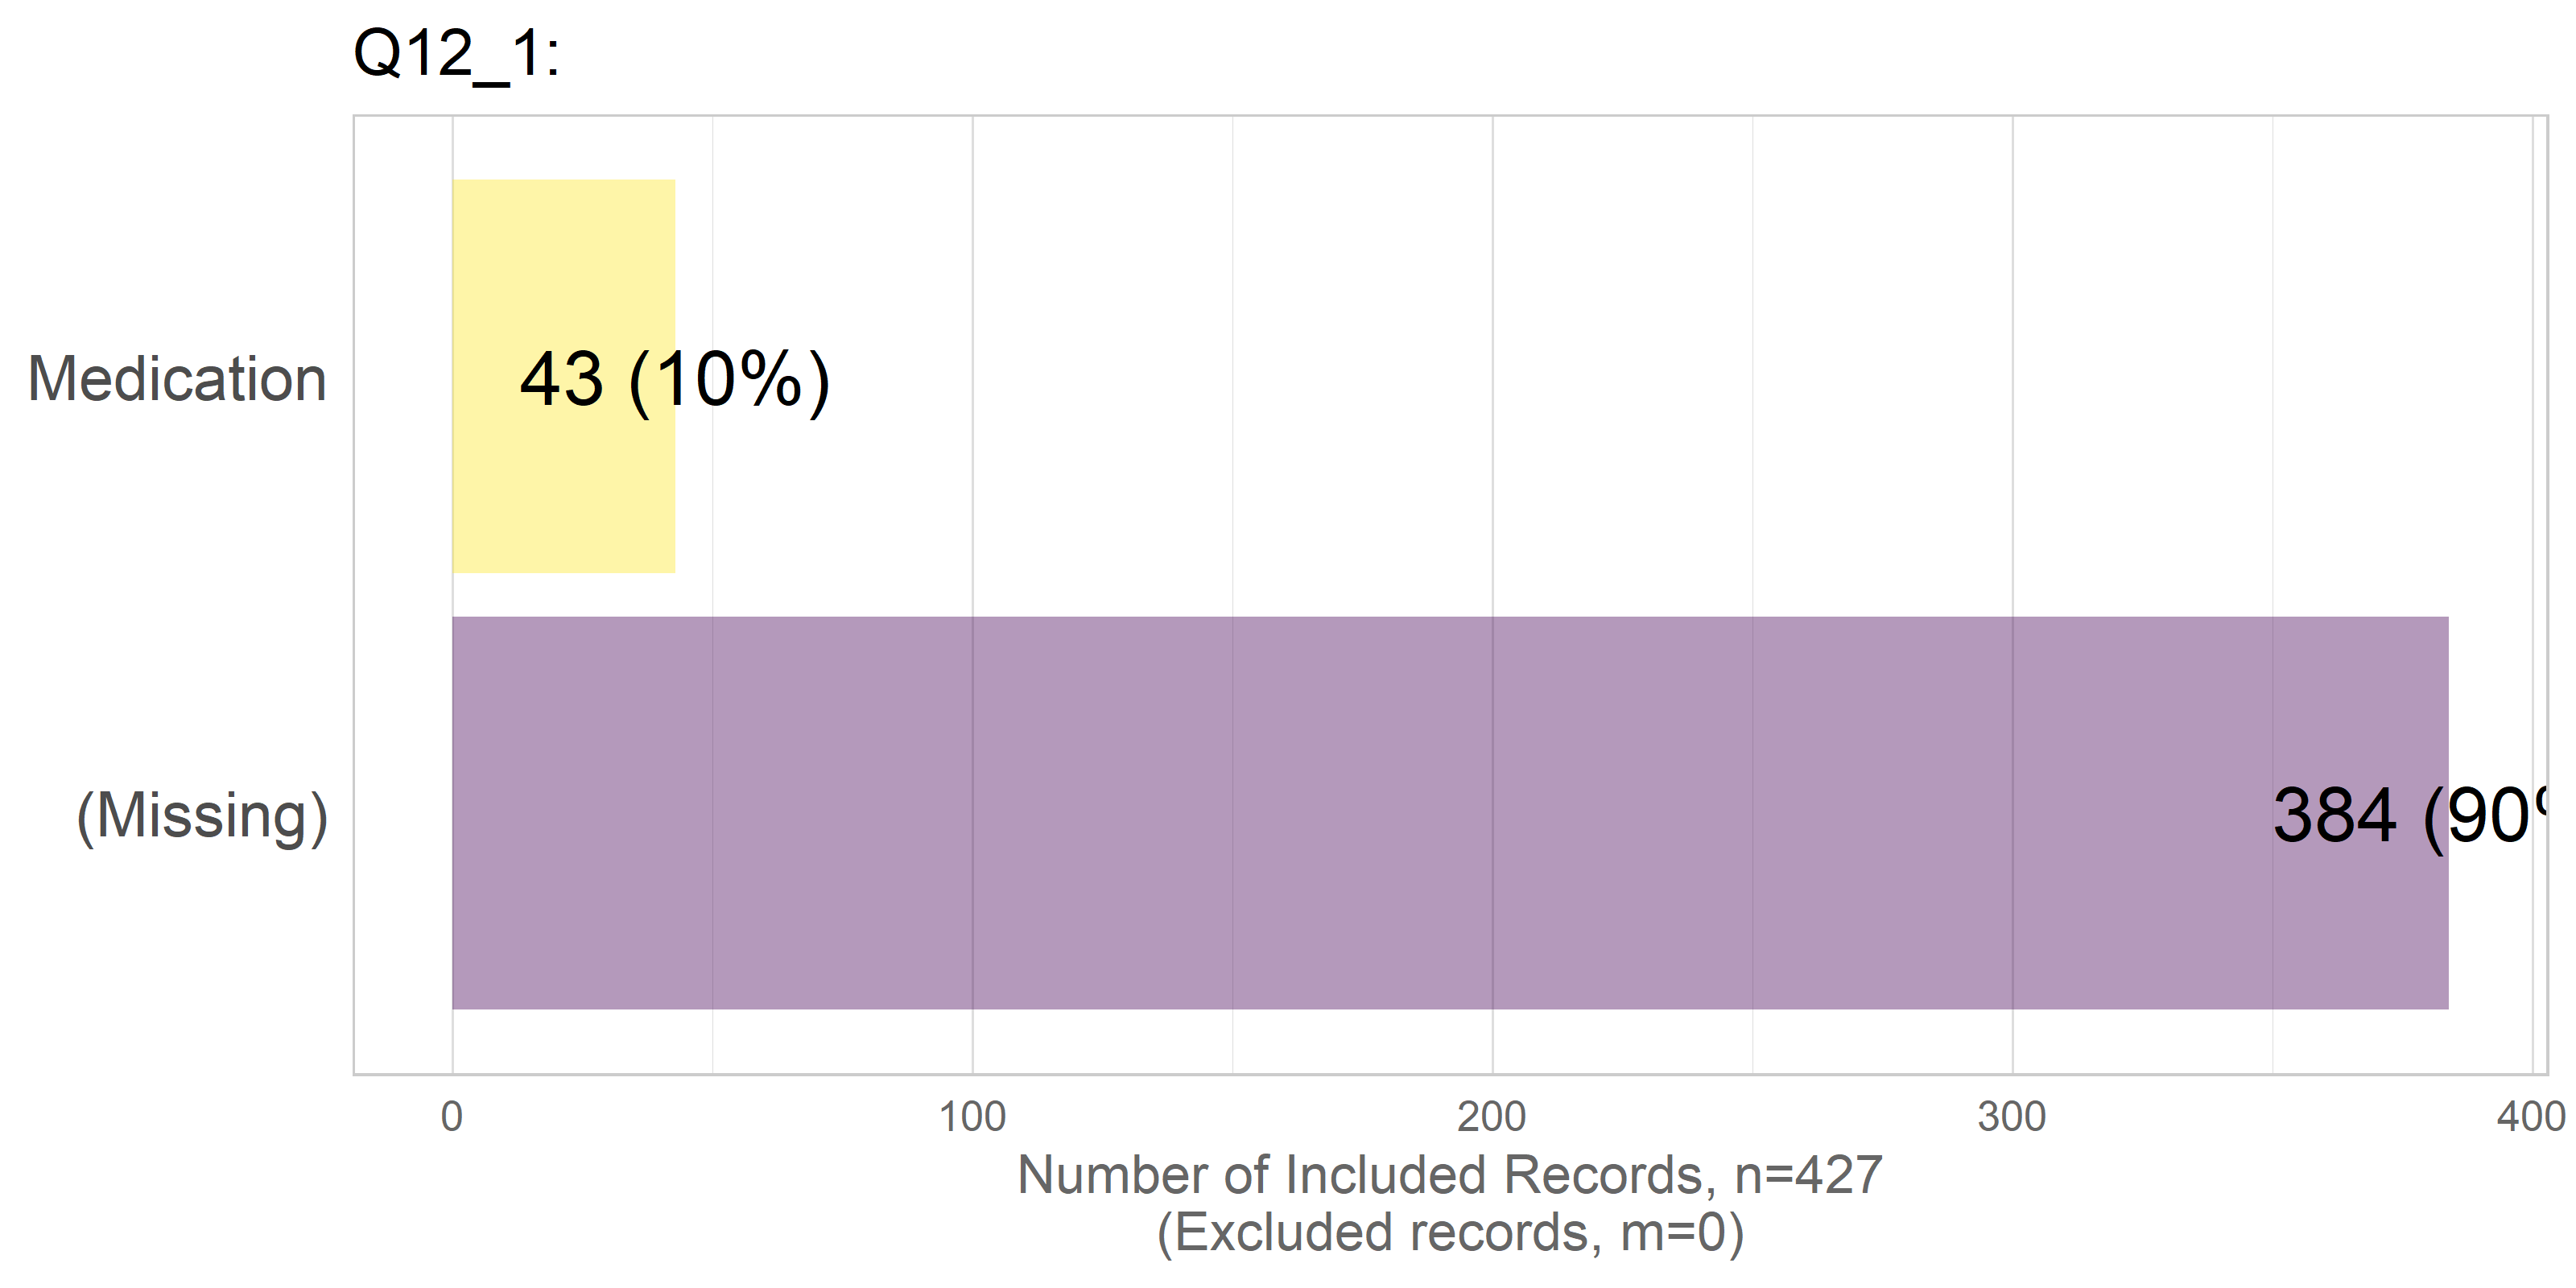 Q12_1:
Medication
43 (10%)
(Missing)
384 (90%
0 100 200 300 400
Number of Included Records, n=427
(Excluded records, m=0)